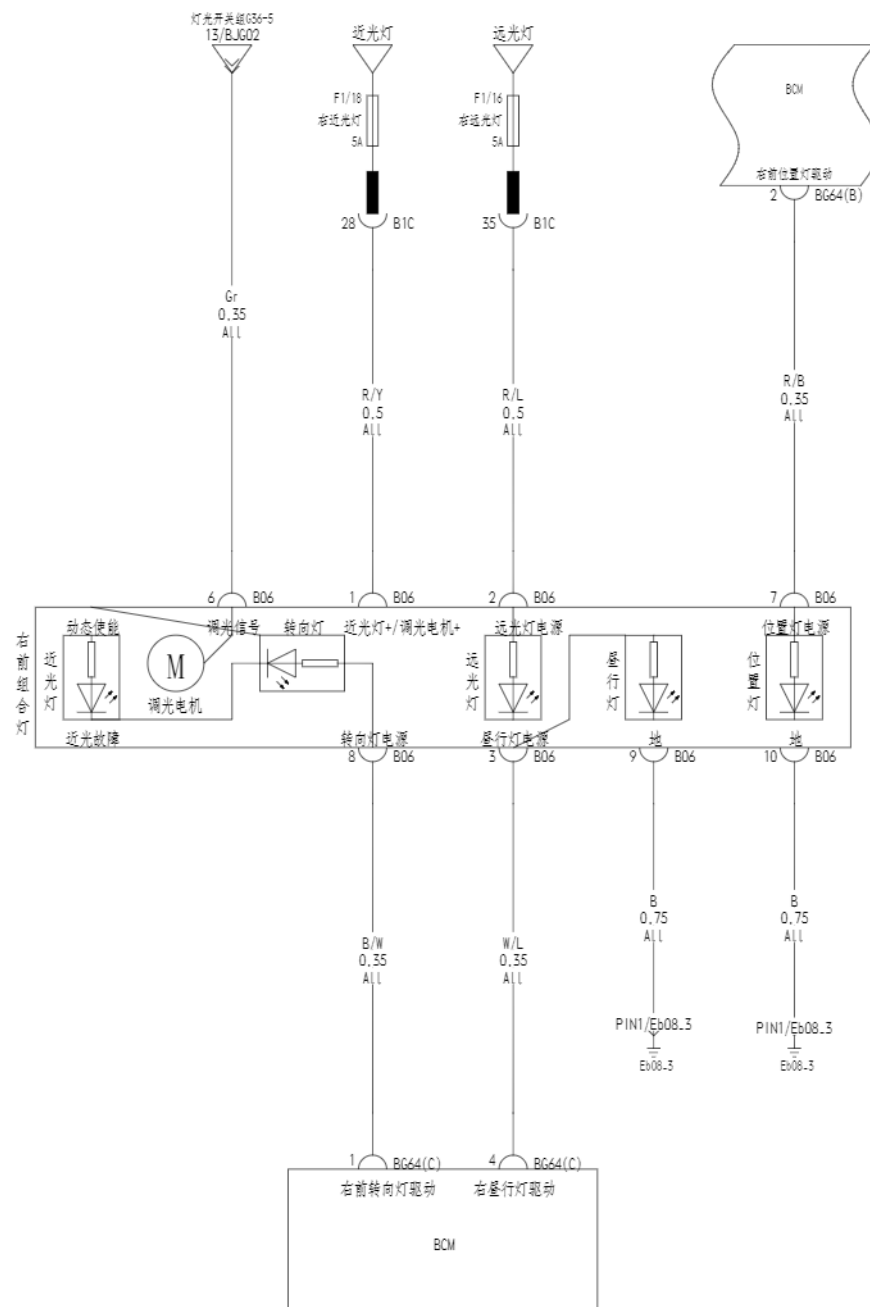 灯光开关组G36-5
13/BJG02
近光灯
远光灯
F1/18
右近光灯
5A
F1/16
右远光灯
5A
BCM
右前位置灯驱动
28 B1C
35 B1C
2 BG64(B)
Gr
0.35
All
R/Y
0.5
All
R/L
0.5
All
R/B
0.35
All
6 B06
1 B06
2 B06
7 B06
右前组合灯
动态使能
调光信号
转向灯
近光灯+/调光电机+
远光灯电源
位置灯电源
近光灯
M
调光电机
远光灯
昼行灯
位置灯
近光故障
转向灯电源
昼行灯电源
地
地
8 B06
3 B06
9 B06
10 B06
B/W
0.35
All
W/L
0.35
All
B
0.75
All
B
0.75
All
PIN1/Eb08_3
Eb08_3
PIN1/Eb08_3
Eb08_3
1 BG64(C)
4 BG64(C)
右前转向灯驱动
右昼行灯驱动
BCM